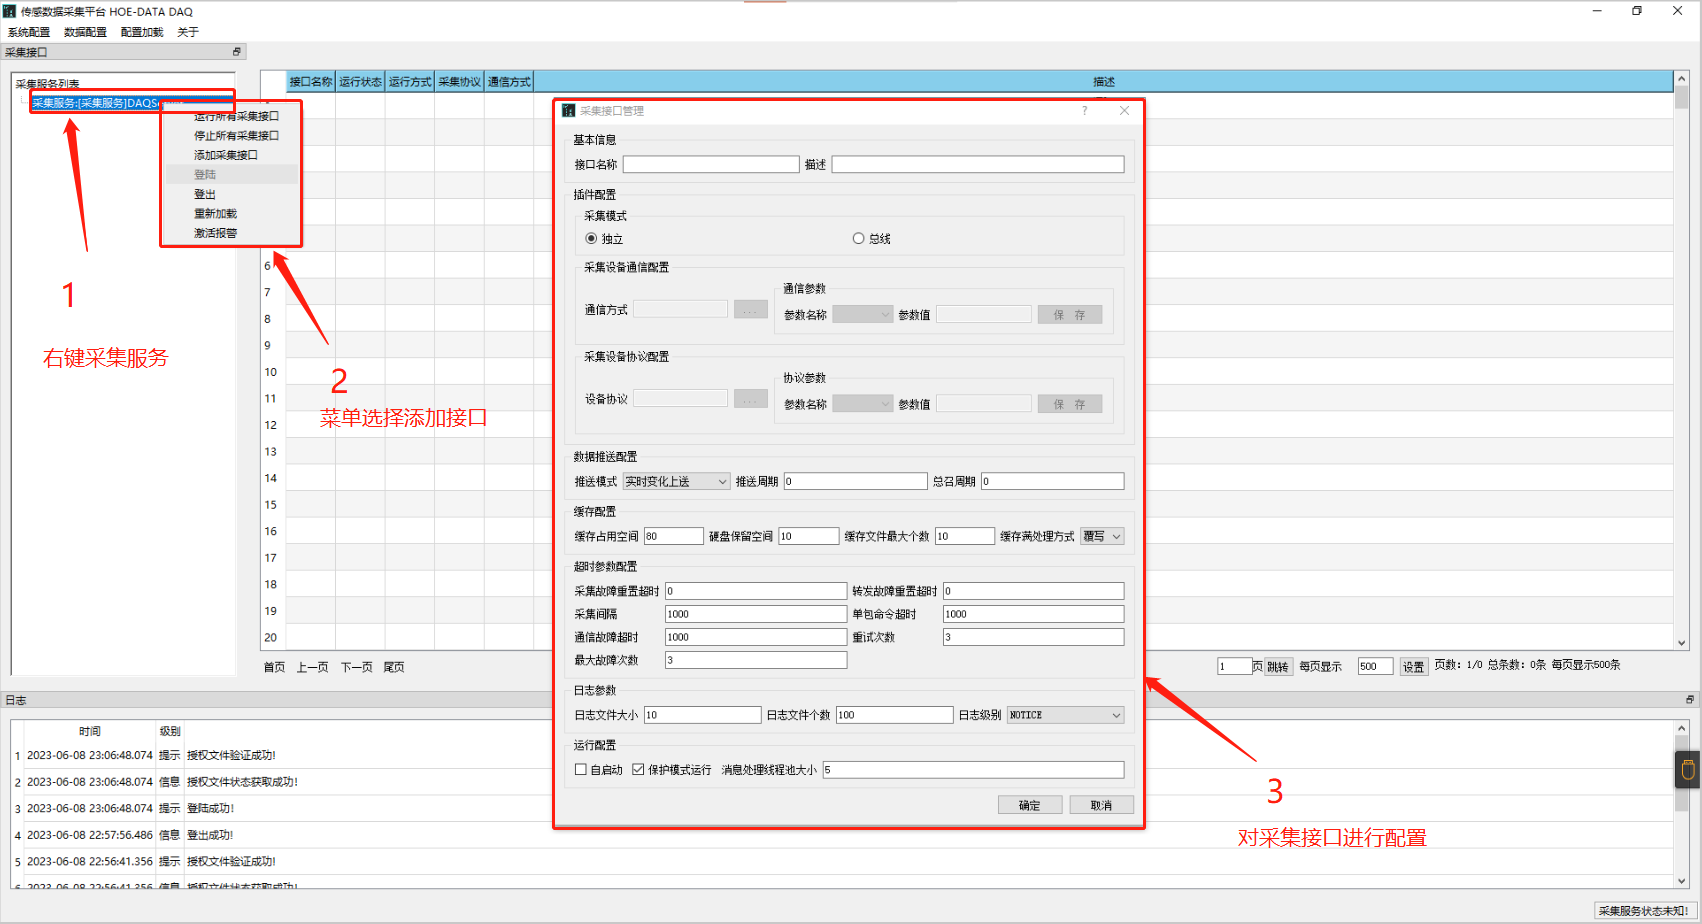 传感数据采集平台 HOE-DATA DAQ
系统配置 数据配置 配置加载 关于
采集接口
采集服务列表
采集服务:[采集服务]DAQS
运行所有采集接口
停止所有采集接口
添加采集接口
登陆
登出
重新加载
激活报警
1
右键采集服务
2
菜单选择添加接口
接口名称 运行状态 运行方式 采集协议 通信方式 描述
6
7
8
9
10
11
12
13
14
15
16
17
18
19
20
首页 上一页 下一页 尾页
1 页 跳转 每页显示 500 设置 页数: 1/0 总条数: 0条 每页显示500条
采集接口管理 ?
基本信息
接口名称 描述
插件配置
采集模式
独立 总线
采集设备通信配置
通信方式 ...
通信参数
参数名称 参数值 保 存
采集设备协议配置
设备协议 ...
协议参数
参数名称 参数值 保 存
数据推送配置
推送模式 实时变化上送 推送周期 0 总召周期 0
缓存配置
缓存占用空间 80 硬盘保留空间 10 缓存文件最大个数 10 缓存满处理方式 覆写
超时参数配置
采集故障重置超时 0 转发故障重置超时 0
采集间隔 1000 单包命令超时 1000
通信故障超时 1000 重试次数 3
最大故障次数 3
日志参数
日志文件大小 10 日志文件个数 100 日志级别 NOTICE
运行配置
自启动 保护模式运行 消息处理线程池大小 5
确定 取消
3
对采集接口进行配置
日志
时间 级别
1 2023-06-08 23:06:48.074 提示 授权文件验证成功!
2 2023-06-08 23:06:48.074 信息 授权文件状态获取成功!
3 2023-06-08 23:06:48.074 提示 登陆成功!
4 2023-06-08 22:57:56.486 信息 登出成功!
5 2023-06-08 22:56:41.356 提示 授权文件验证成功!
6 2023-06-08 22:56:41.356 信息 授权文件状态获取成功!
采集服务状态未知!